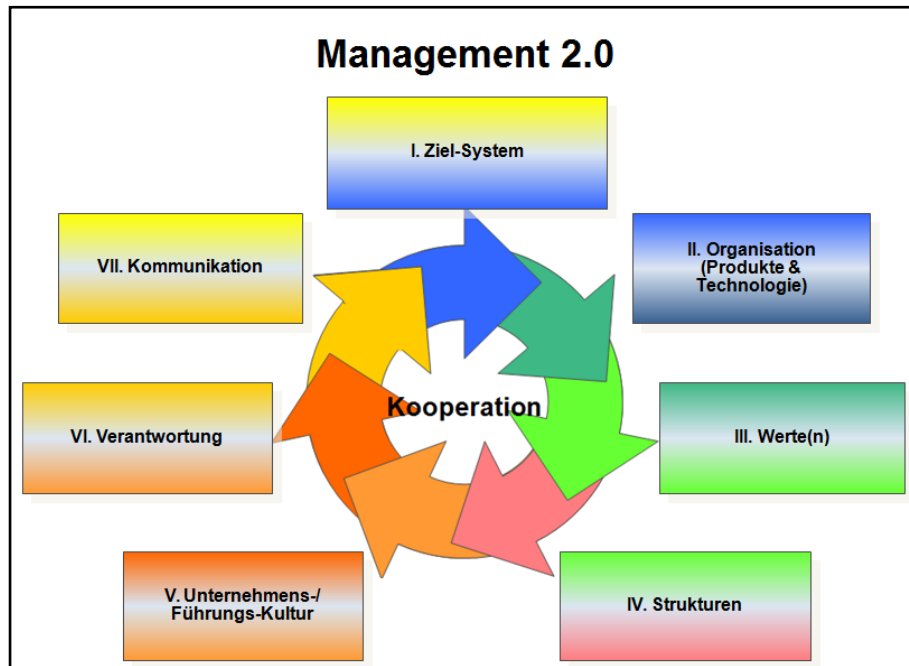 Management 2.0
I. Ziel-System
II. Organisation
(Produkte &
Technologie)
III. Werte(n)
IV. Strukturen
V. Unternehmens-/
Führungs-Kultur
VI. Verantwortung
VII. Kommunikation
Kooperation